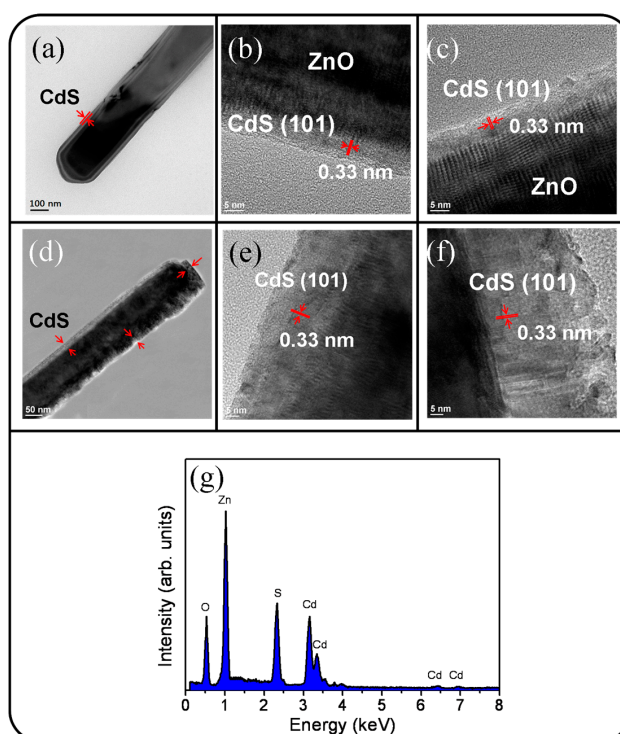 (a)
CdS
100 nm
(b)
ZnO
CdS (101)
0.33 nm
5 nm
(c)
CdS (101)
0.33 nm
ZnO
5 nm
(d)
CdS
50 nm
(e)
CdS (101)
0.33 nm
5 nm
(f)
CdS (101)
0.33 nm
5 nm
(g)
Intensity (arb. units)
O
Zn
S
Cd
Cd
Cd
Cd
0 1 2 3 4 5 6 7 8
Energy (keV)